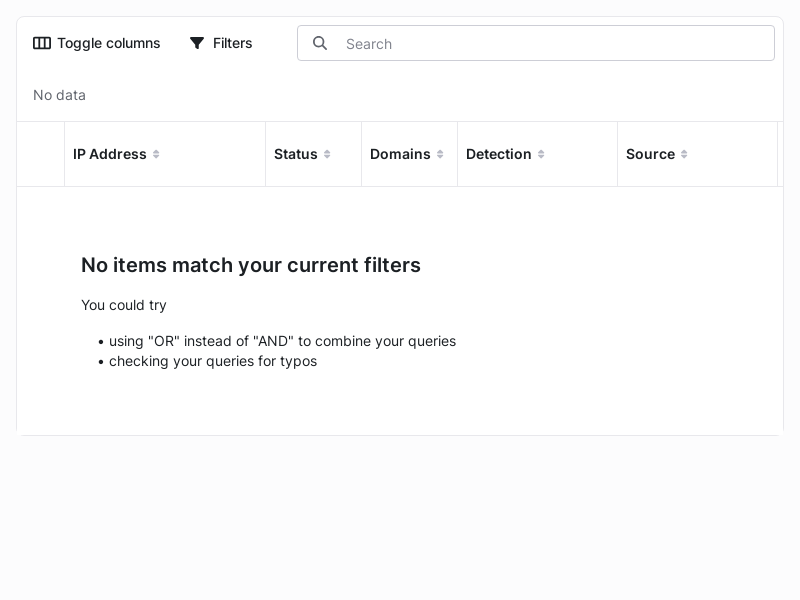 Toggle columns
Filters
Search
No data
IP Address
Status
Domains
Detection
Source
No items match your current filters
You could try
• using "OR" instead of "AND" to combine your queries
• checking your queries for typos